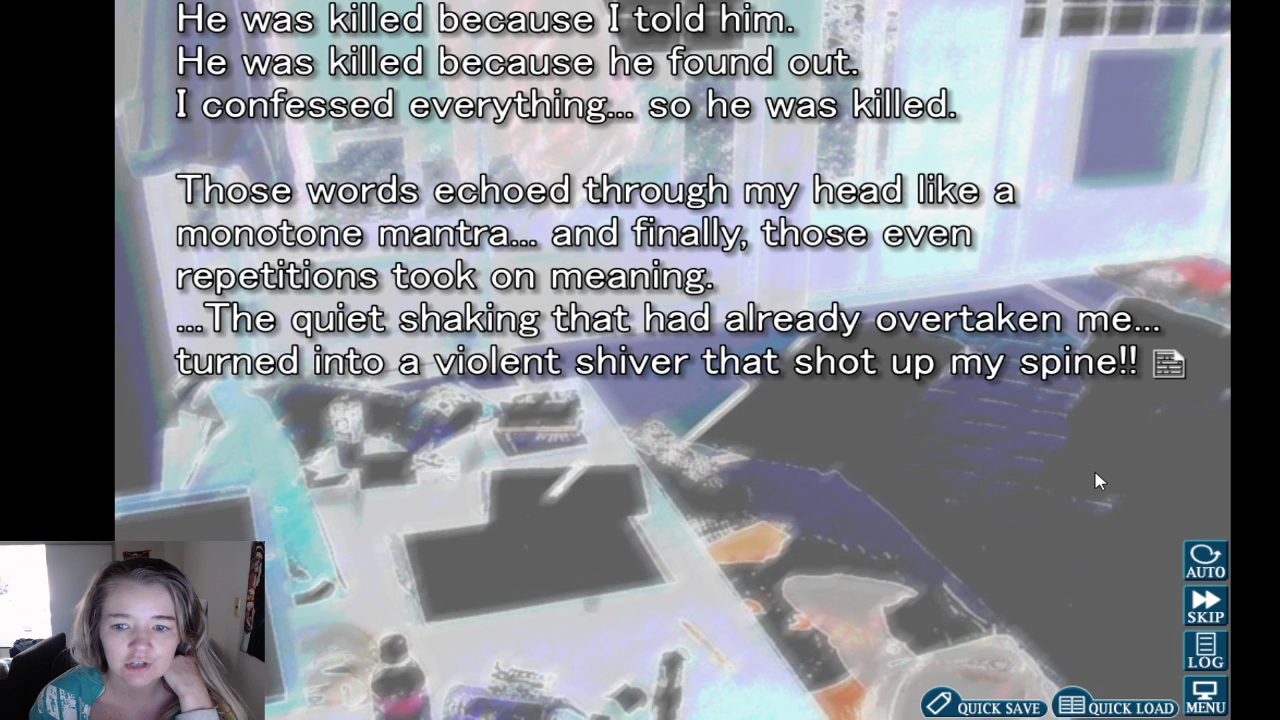 He was killed because I told him.
He was killed because he found out.
I confessed everything... so he was killed.
Those words echoed through my head like a
monotone mantra... and finally, those even
repetitions took on meaning.
...The quiet shaking that had already overtaken me...
turned into a violent shiver that shot up my spine!!
AUTO
SKIP
LOG
MENU
QUICK SAVE
QUICK LOAD